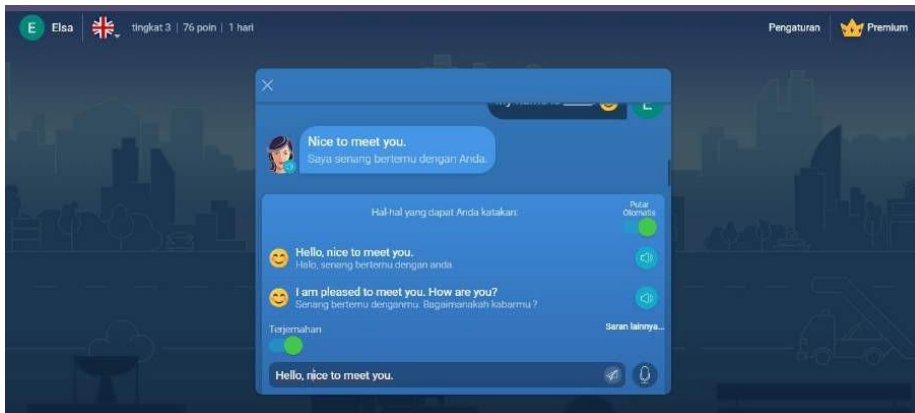 E Elsa tingkat 3 | 76 poin | 1 hari Pengaturan Premium
E
Nice to meet you.
Saya senang bertemu dengan Anda.
Hal-hal yang dapat Anda katakan:
Putar
Otomatis
Hello, nice to meet you.
Halo, senang bertemu dengan anda.
I am pleased to meet you. How are you?
Senang bertemu denganmu. Bagaimanakah kabarmu ?
Terjemahan
Saran lainnya...
Hello, nice to meet you.